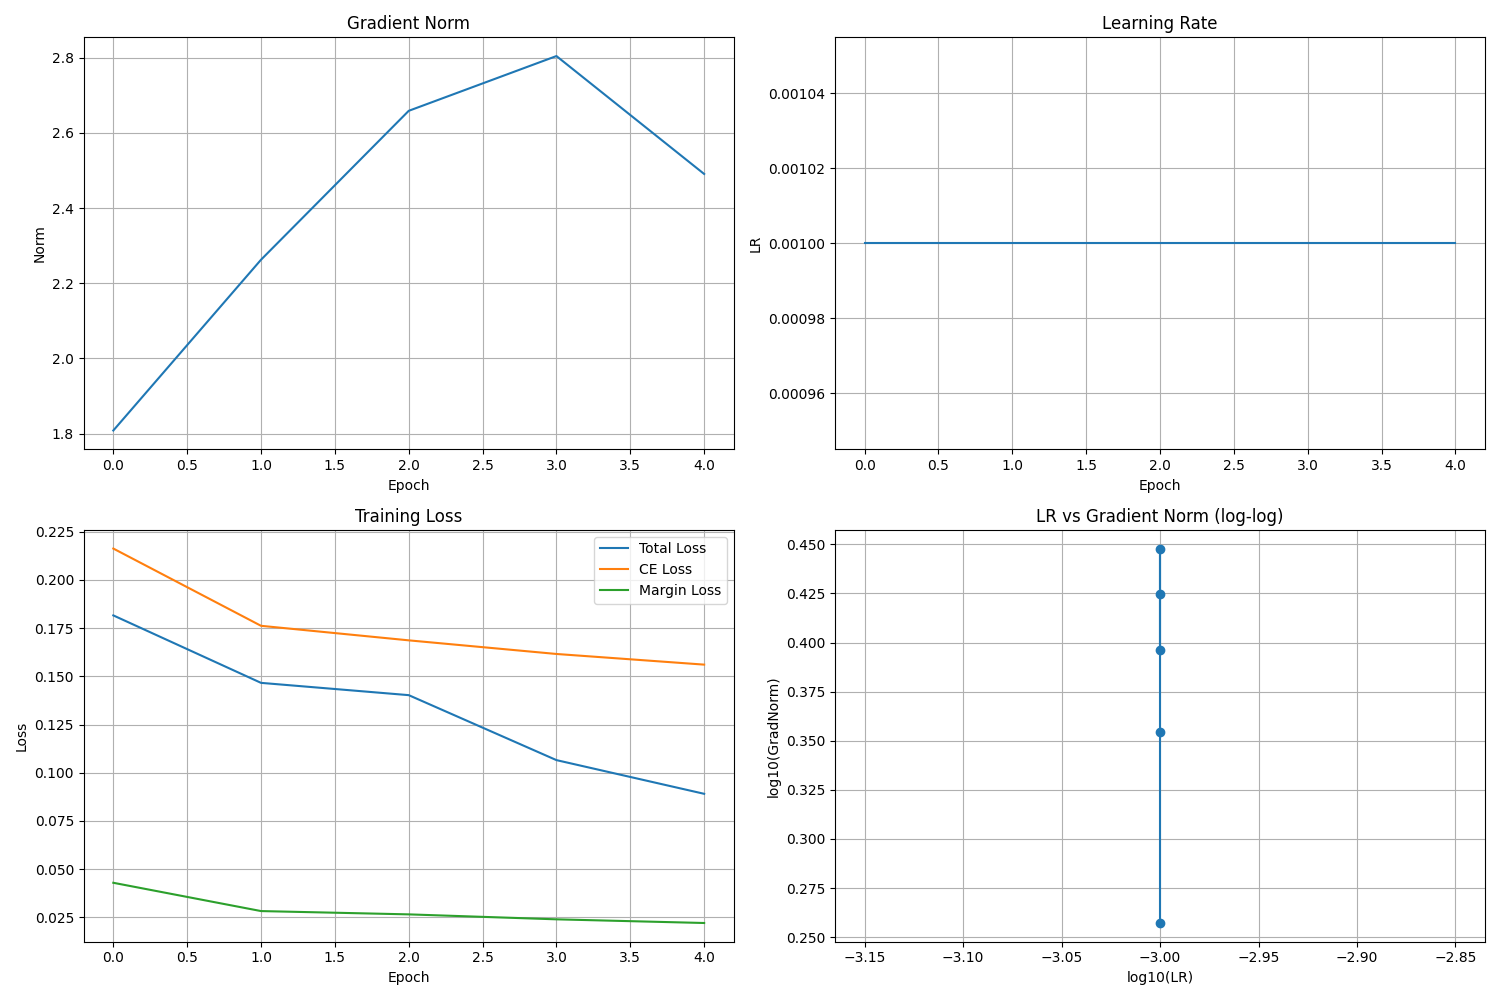 Gradient Norm
2.8
2.6
2.4
2.2
2.0
1.8
Norm
0.0 0.5 1.0 1.5 2.0 2.5 3.0 3.5 4.0
Epoch
Learning Rate
0.00104
0.00102
0.00100
0.00098
0.00096
LR
0.0 0.5 1.0 1.5 2.0 2.5 3.0 3.5 4.0
Epoch
Training Loss
0.225
0.200
0.175
0.150
0.125
0.100
0.075
0.050
0.025
Loss
Total Loss
CE Loss
Margin Loss
0.0 0.5 1.0 1.5 2.0 2.5 3.0 3.5 4.0
Epoch
LR vs Gradient Norm (log-log)
0.450
0.425
0.400
0.375
0.350
0.325
0.300
0.275
0.250
log10(GradNorm)
−3.15 −3.10 −3.05 −3.00 −2.95 −2.90 −2.85
log10(LR)